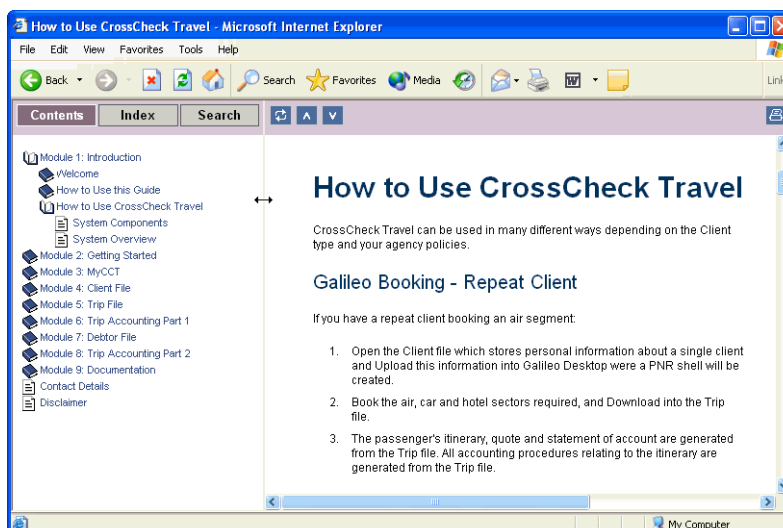 How to Use CrossCheck Travel - Microsoft Internet Explorer
File Edit View Favorites Tools Help
Back Search Favorites Media W Link
Contents Index Search
Module 1: Introduction
Welcome
How to Use this Guide
How to Use CrossCheck Travel
System Components
System Overview
Module 2: Getting Started
Module 3: MyCCT
Module 4: Client File
Module 5: Trip File
Module 6: Trip Accounting Part 1
Module 7: Debtor File
Module 8: Trip Accounting Part 2
Module 9: Documentation
Contact Details
Disclaimer
How to Use CrossCheck Travel
CrossCheck Travel can be used in many different ways depending on the Client
type and your agency policies.
Galileo Booking - Repeat Client
If you have a repeat client booking an air segment:
1. Open the Client file which stores personal information about a single client
and Upload this information into Galileo Desktop were a PNR shell will be
created.
2. Book the air, car and hotel sectors required, and Download into the Trip
file.
3. The passenger's itinerary, quote and statement of account are generated
from the Trip file. All accounting procedures relating to the itinerary are
generated from the Trip file.
My Computer